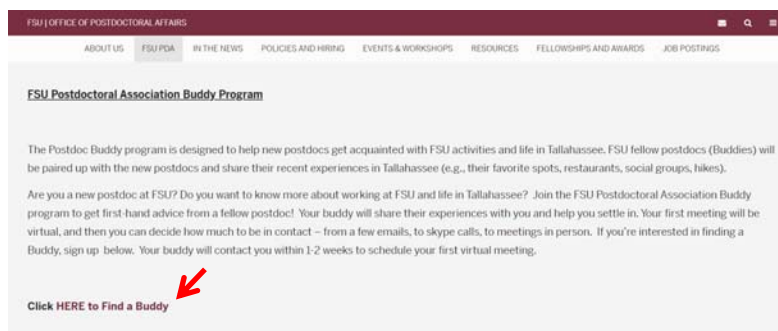 FSU | OFFICE OF POSTDOCTORAL AFFAIRS
ABOUT US FSU PDA IN THE NEWS POLICIES AND HIRING EVENTS & WORKSHOPS RESOURCES FELLOWSHIPS AND AWARDS JOB POSTINGS
FSU Postdoctoral Association Buddy Program
The Postdoc Buddy program is designed to help new postdocs get acquainted with FSU activities and life in Tallahassee. FSU fellow postdocs (Buddies) will
be paired up with the new postdocs and share their recent experiences in Tallahassee (e.g., their favorite spots, restaurants, social groups, hikes).
Are you a new postdoc at FSU? Do you want to know more about working at FSU and life in Tallahassee? Join the FSU Postdoctoral Association Buddy
program to get first-hand advice from a fellow postdoc! Your buddy will share their experiences with you and help you settle in. Your first meeting will be
virtual, and then you can decide how much to be in contact – from a few emails, to skype calls, to meetings in person. If you're interested in finding a
Buddy, sign up below. Your buddy will contact you within 1-2 weeks to schedule your first virtual meeting.
Click HERE to Find a Buddy